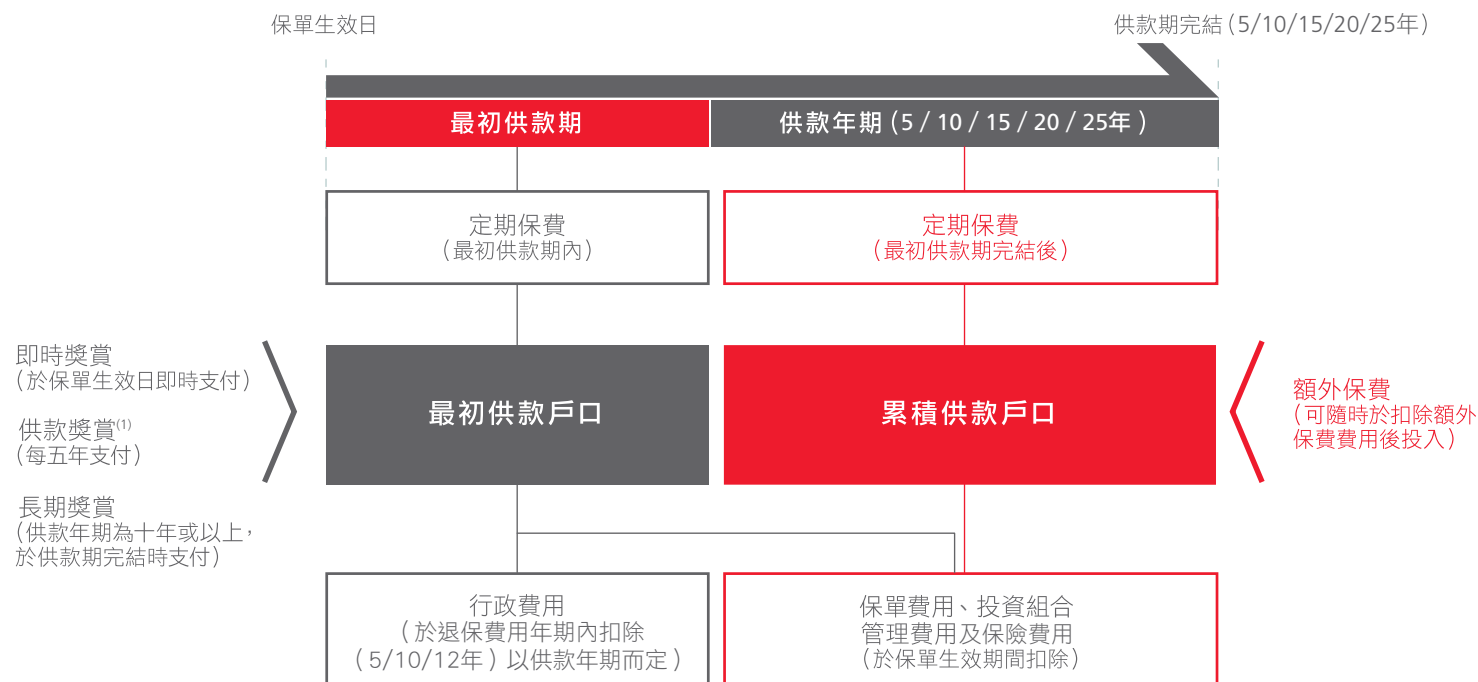 保單生效日
供款期完結(5/10/15/20/25年)
最初供款期
供款年期(5 / 10 / 15 / 20 / 25年)
定期保費
(最初供款期內)
定期保費
(最初供款期完結後)
即時獎賞
(於保單生效日即時支付)
供款獎賞(1)
(每五年支付)
長期獎賞
(供款年期為十年或以上,
於供款期完結時支付)
最初供款戶口
累積供款戶口
額外保費
(可隨時於扣除額外
保費費用後投入)
行政費用
(於退保費用年期內扣除
(5/10/12年)以供款年期而定)
保單費用、投資組合
管理費用及保險費用
(於保單生效期間扣除)